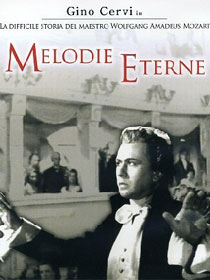 Gino Cervi in
LA DIFFICILE STORIA DEL MAESTRO WOLFGANG AMADEUS MOZART
MELODIE ETERNE